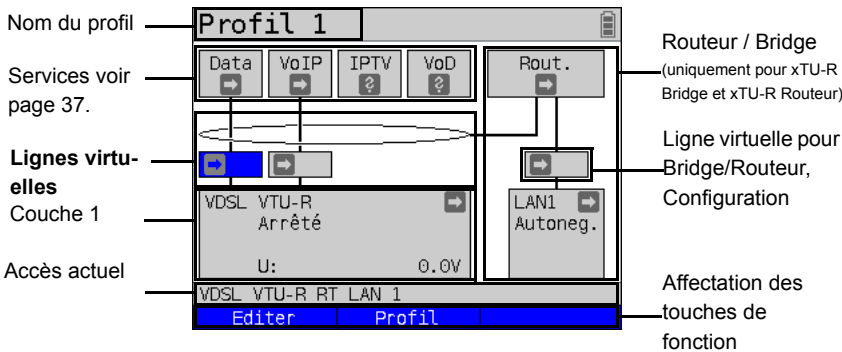 Nom du profil
Services voir
page 37.
Lignes virtu-
elles
Couche 1
Accès actuel
Profil 1
Data VoIP IPTV VoD Rout.
VDSL VTU-R
Arrêté
U: 0.0V
LAN1
Autoneg.
VDSL VTU-R RT LAN 1
Editer Profil
Routeur / Bridge
(uniquement pour xTU-R
Bridge et xTU-R Routeur)
Ligne virtuelle pour
Bridge/Routeur,
Configuration
Affectation des
touches de
fonction